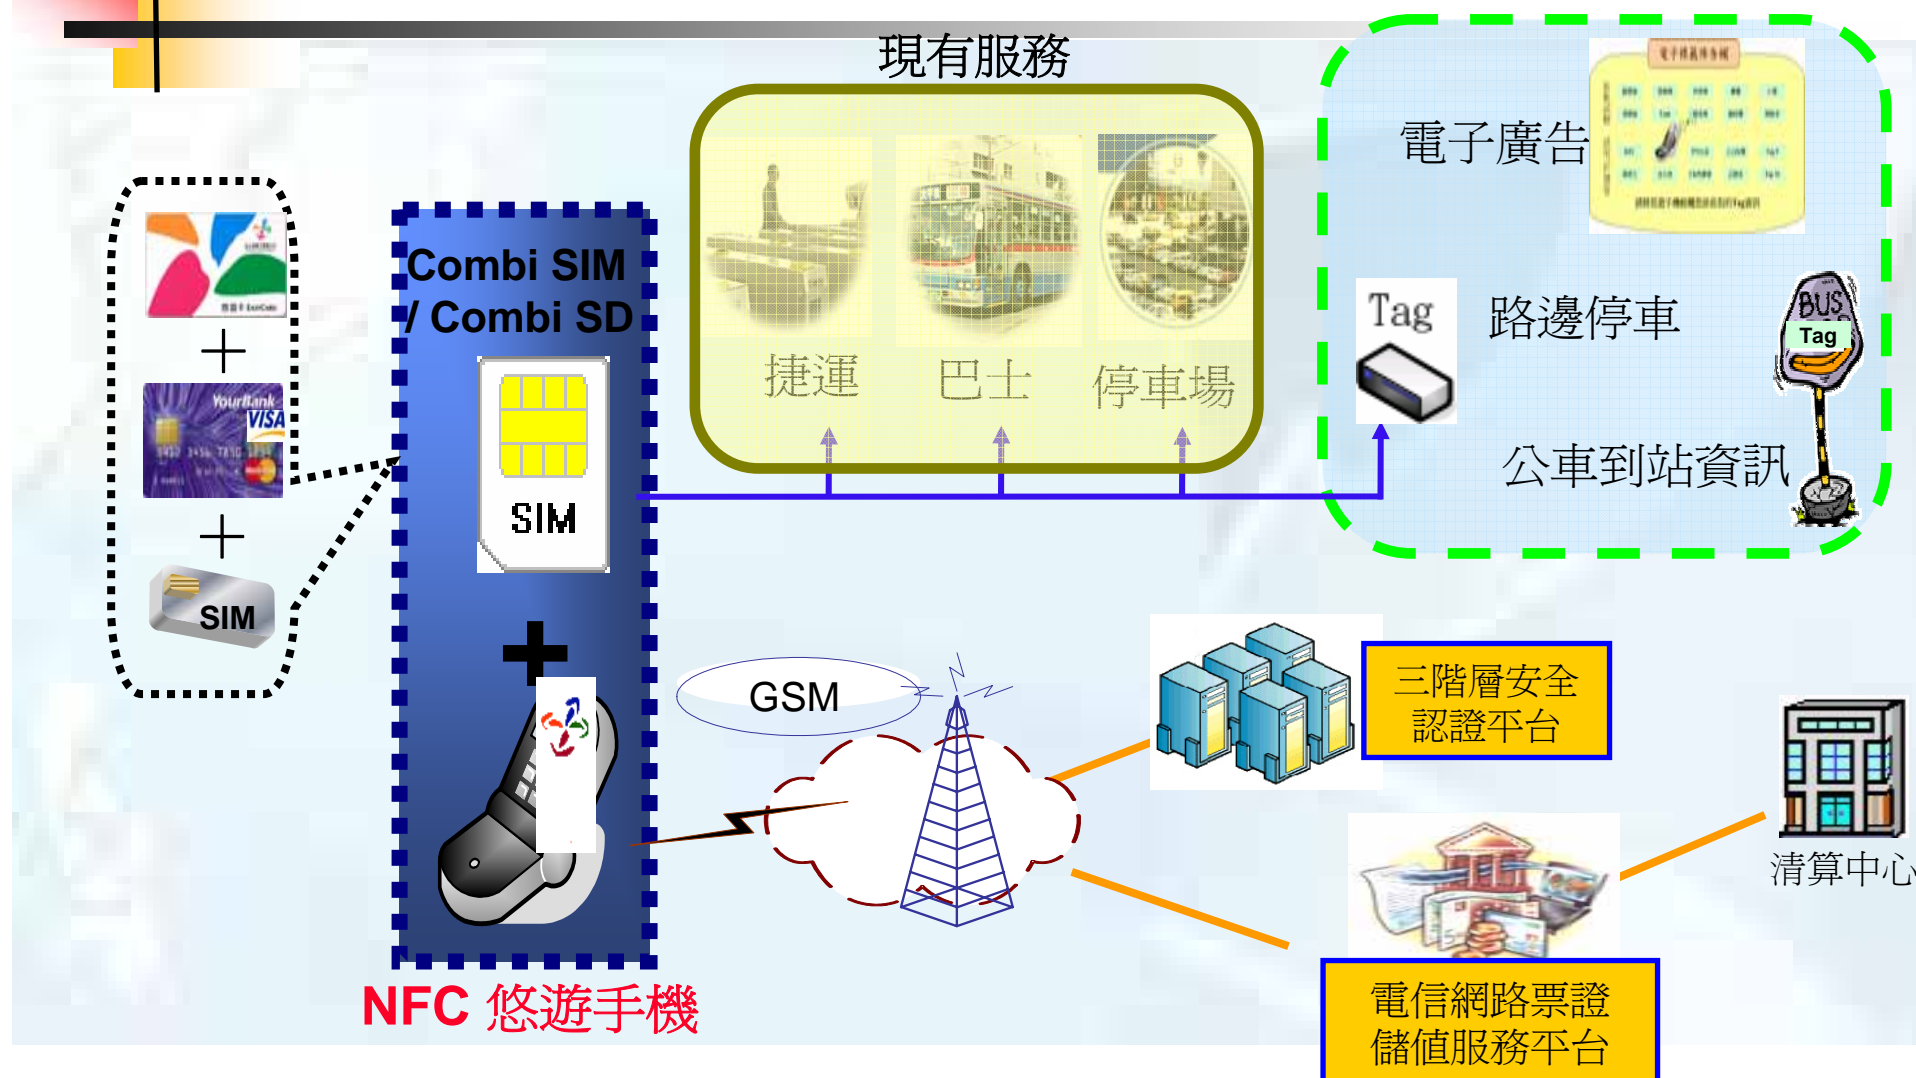 現有服務
電子廣告
Combi SIM
/ Combi SD
Tag
路邊停車
BUS
Tag
捷運
巴士
停車場
YourBank
VISA
公車到站資訊
SIM
SIM
GSM
三階層安全
認證平台
清算中心
NFC 悠遊手機
電信網路票證
儲值服務平台